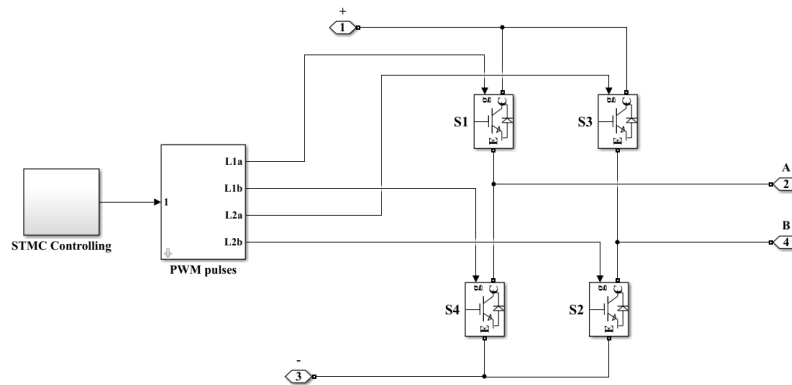 +
1
g
C
E
S1
g
C
E
S3
L1a
L1b
L2a
L2b
1
STMC Controlling
PWM pulses
A
2
B
4
g
C
E
S4
g
C
E
S2
-
3